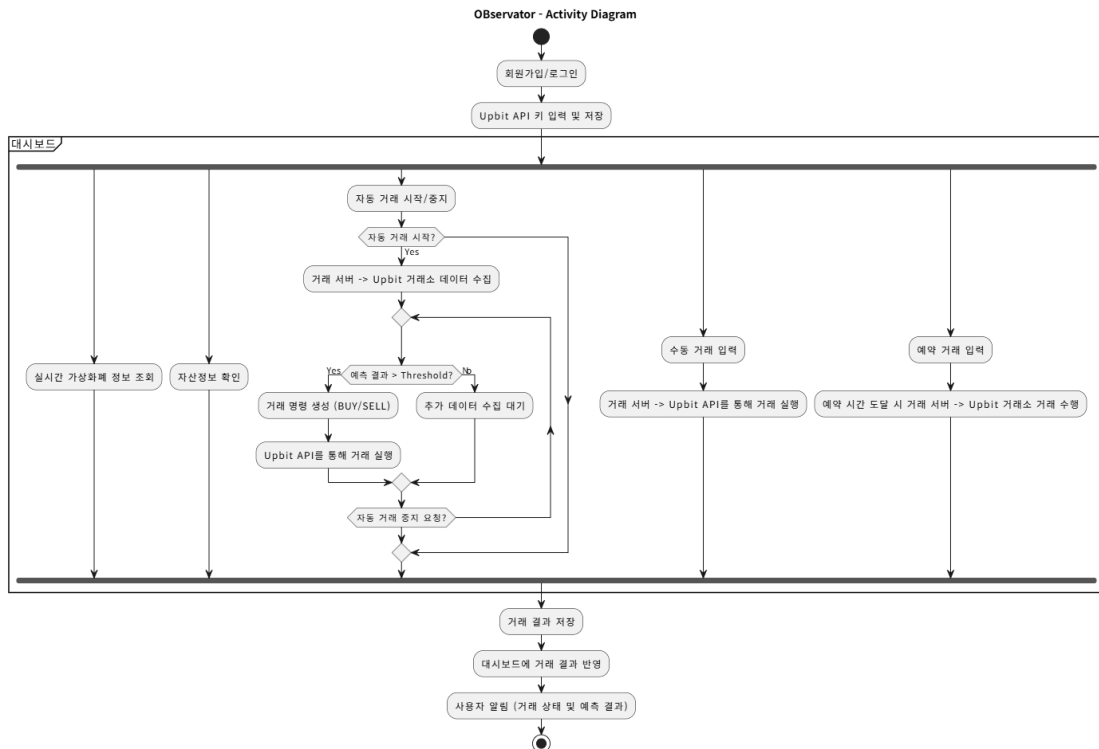 OBservator - Activity Diagram
회원가입/로그인
Upbit API 키 입력 및 저장
대시보드
자동 거래 시작/중지
자동 거래 시작?
Yes
거래 서버 -> Upbit 거래소 데이터 수집
실시간 가상화폐 정보 조회
자산정보 확인
Yes
예측 결과 > Threshold?
No
거래 명령 생성 (BUY/SELL)
추가 데이터 수집 대기
Upbit API를 통해 거래 실행
자동 거래 중지 요청?
수동 거래 입력
거래 서버 -> Upbit API를 통해 거래 실행
예약 거래 입력
예약 시간 도달 시 거래 서버 -> Upbit 거래소 거래 수행
거래 결과 저장
대시보드에 거래 결과 반영
사용자 알림 (거래 상태 및 예측 결과)